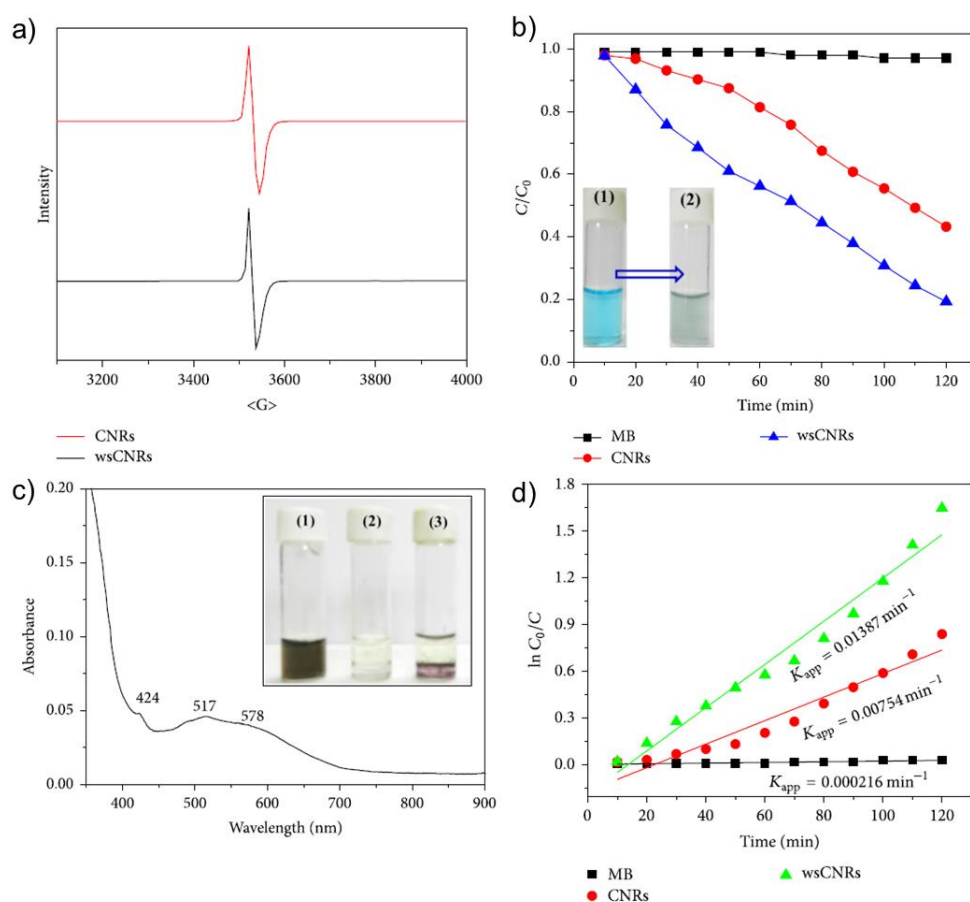 a)
Intensity
3200 3400 3600 3800 4000
<G>
CNRs
wsCNRs
b)
C/C₀
1.0
0.8
0.6
0.4
0.2
0.0
(1) (2)
0 20 40 60 80 100 120
Time (min)
MB wsCNRs
CNRs
c)
Absorbance
0.20
0.15
0.10
0.05
0.00
(1) (2) (3)
424 517 578
400 500 600 700 800 900
Wavelength (nm)
d)
ln C₀/C
1.8
1.5
1.2
0.9
0.6
0.3
0.0
Kapp = 0.01387 min⁻¹
Kapp = 0.00754 min⁻¹
Kapp = 0.000216 min⁻¹
0 20 40 60 80 100 120
Time (min)
MB wsCNRs
CNRs